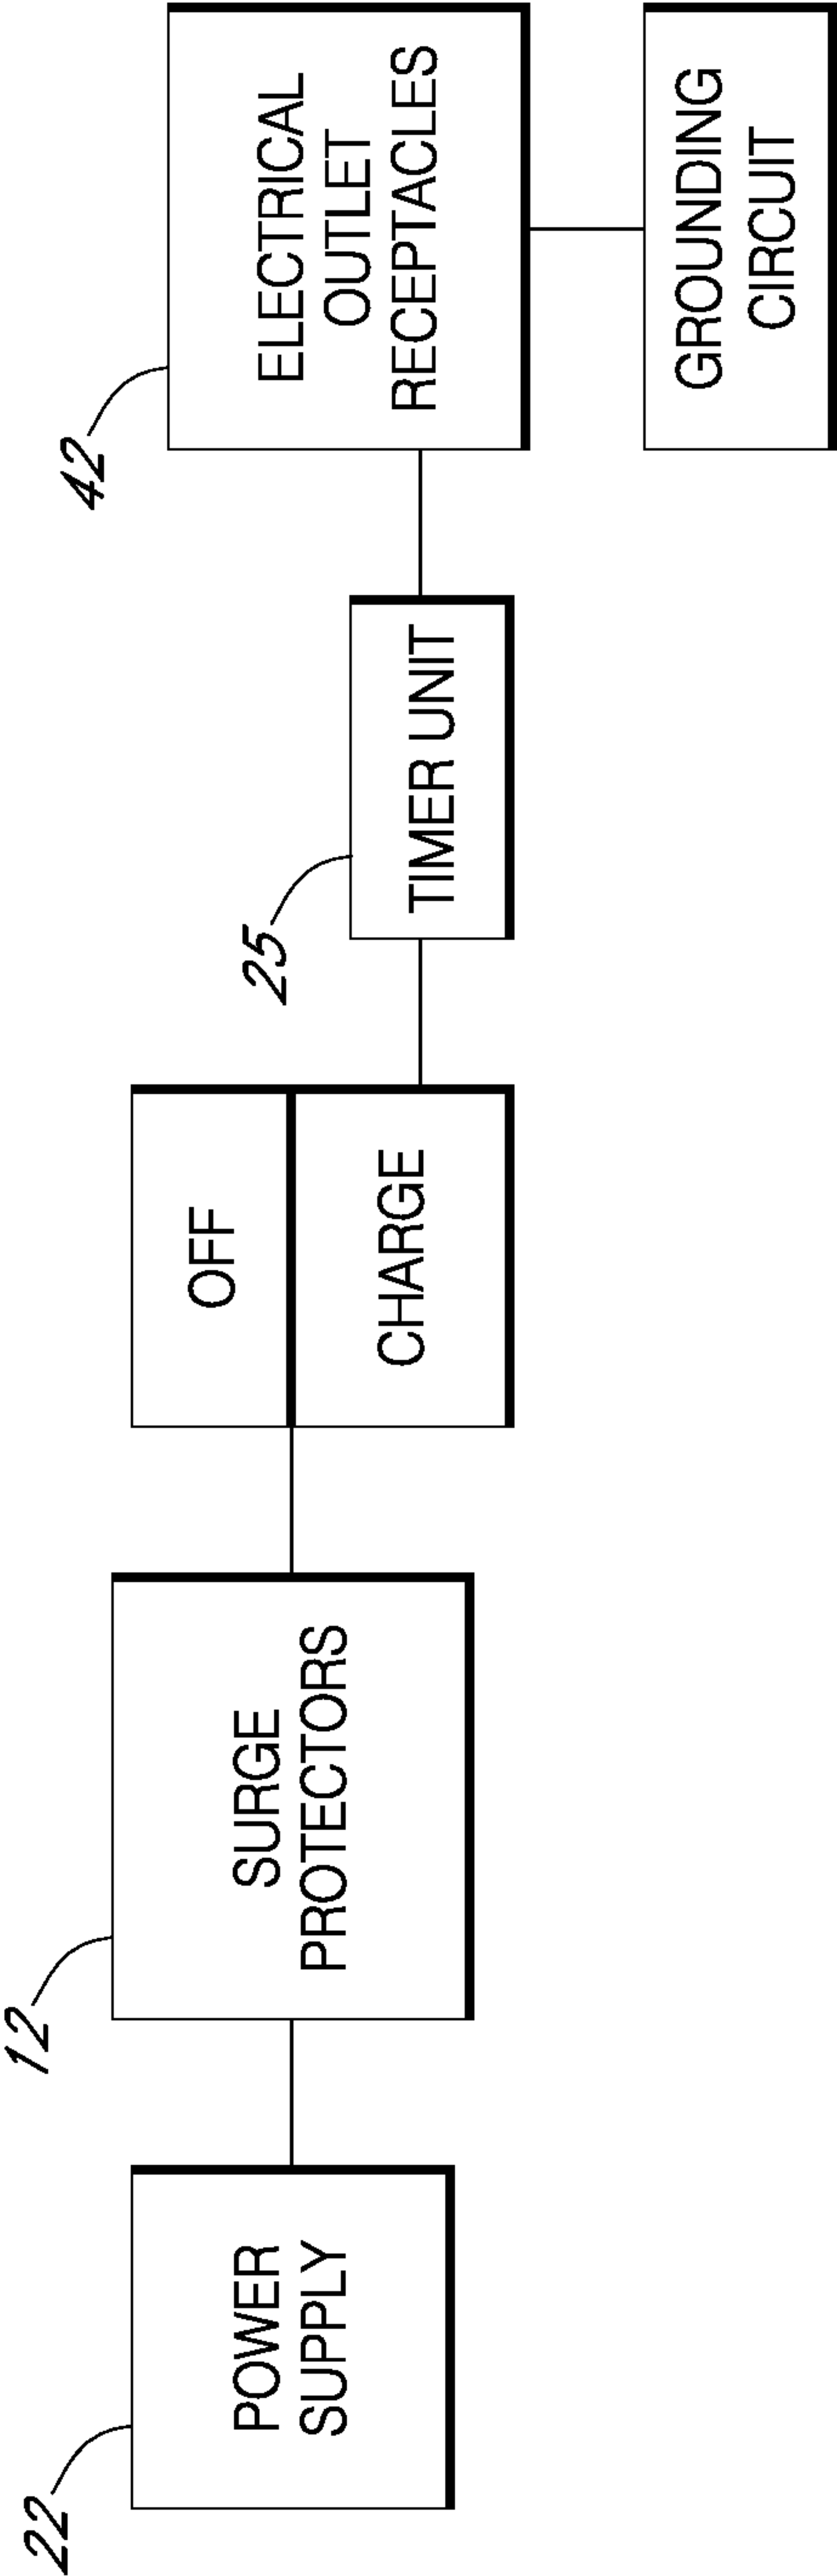 22
POWER
SUPPLY
12
SURGE
PROTECTORS
OFF
CHARGE
25
TIMER UNIT
42
ELECTRICAL
OUTLET
RECEPTACLES
GROUNDING
CIRCUIT